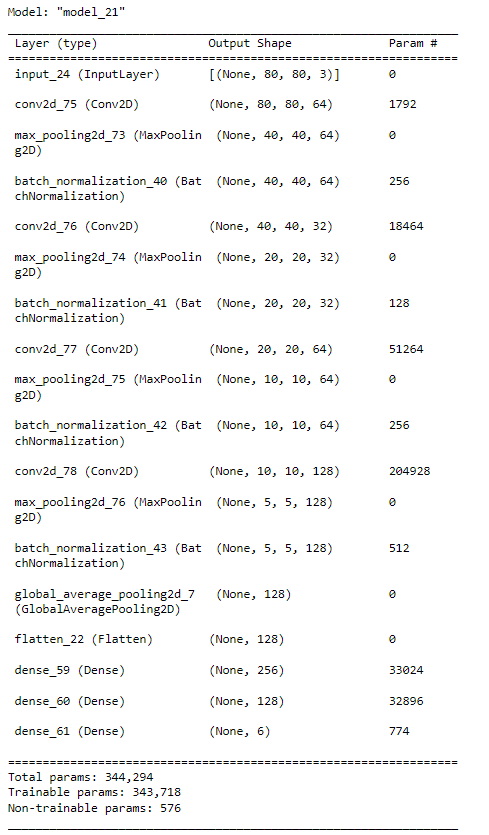 Model: "model_21"
_________________________________________________________________
Layer (type) Output Shape Param #
=================================================================
input_24 (InputLayer) [(None, 80, 80, 3)] 0
conv2d_75 (Conv2D) (None, 80, 80, 64) 1792
max_pooling2d_73 (MaxPoolin (None, 40, 40, 64) 0
g2D)
batch_normalization_40 (Bat (None, 40, 40, 64) 256
chNormalization)
conv2d_76 (Conv2D) (None, 40, 40, 32) 18464
max_pooling2d_74 (MaxPoolin (None, 20, 20, 32) 0
g2D)
batch_normalization_41 (Bat (None, 20, 20, 32) 128
chNormalization)
conv2d_77 (Conv2D) (None, 20, 20, 64) 51264
max_pooling2d_75 (MaxPoolin (None, 10, 10, 64) 0
g2D)
batch_normalization_42 (Bat (None, 10, 10, 64) 256
chNormalization)
conv2d_78 (Conv2D) (None, 10, 10, 128) 204928
max_pooling2d_76 (MaxPoolin (None, 5, 5, 128) 0
g2D)
batch_normalization_43 (Bat (None, 5, 5, 128) 512
chNormalization)
global_average_pooling2d_7 (None, 128) 0
(GlobalAveragePooling2D)
flatten_22 (Flatten) (None, 128) 0
dense_59 (Dense) (None, 256) 33024
dense_60 (Dense) (None, 128) 32896
dense_61 (Dense) (None, 6) 774
=================================================================
Total params: 344,294
Trainable params: 343,718
Non-trainable params: 576
_________________________________________________________________